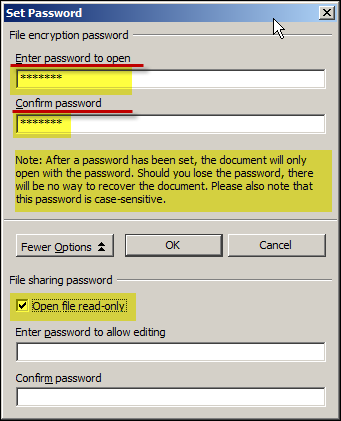 Set Password
File encryption password
Enter password to open
*******
Confirm password
*******
Note: After a password has been set, the document will only
open with the password. Should you lose the password, there
will be no way to recover the document. Please also note that
this password is case-sensitive.
Fewer Options OK Cancel
File sharing password
Open file read-only
Enter password to allow editing
Confirm password